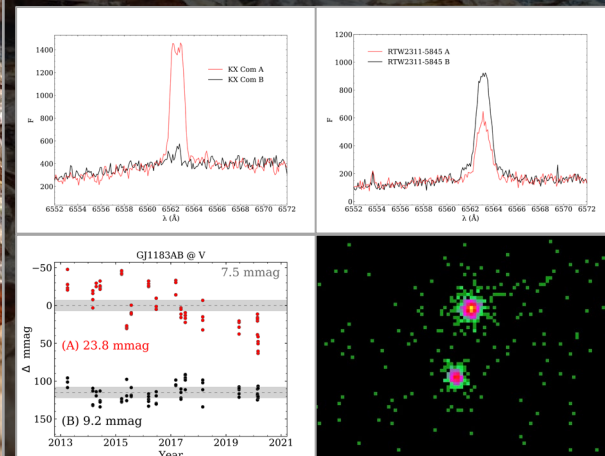 1400
1200
1000
800
600
400
200
F
KX Com A
KX Com B
6552 6554 6556 6558 6560 6562 6564 6566 6568 6570 6572
λ (Å)
1200
1000
800
600
400
200
0
F
RTW2311-5845 A
RTW2311-5845 B
6552 6554 6556 6558 6560 6562 6564 6566 6568 6570 6572
λ (Å)
GJ1183AB @ V
−50
0
50
100
150
Δ mmag
7.5 mmag
(A) 23.8 mmag
(B) 9.2 mmag
2013 2015 2017 2019 2021
Year